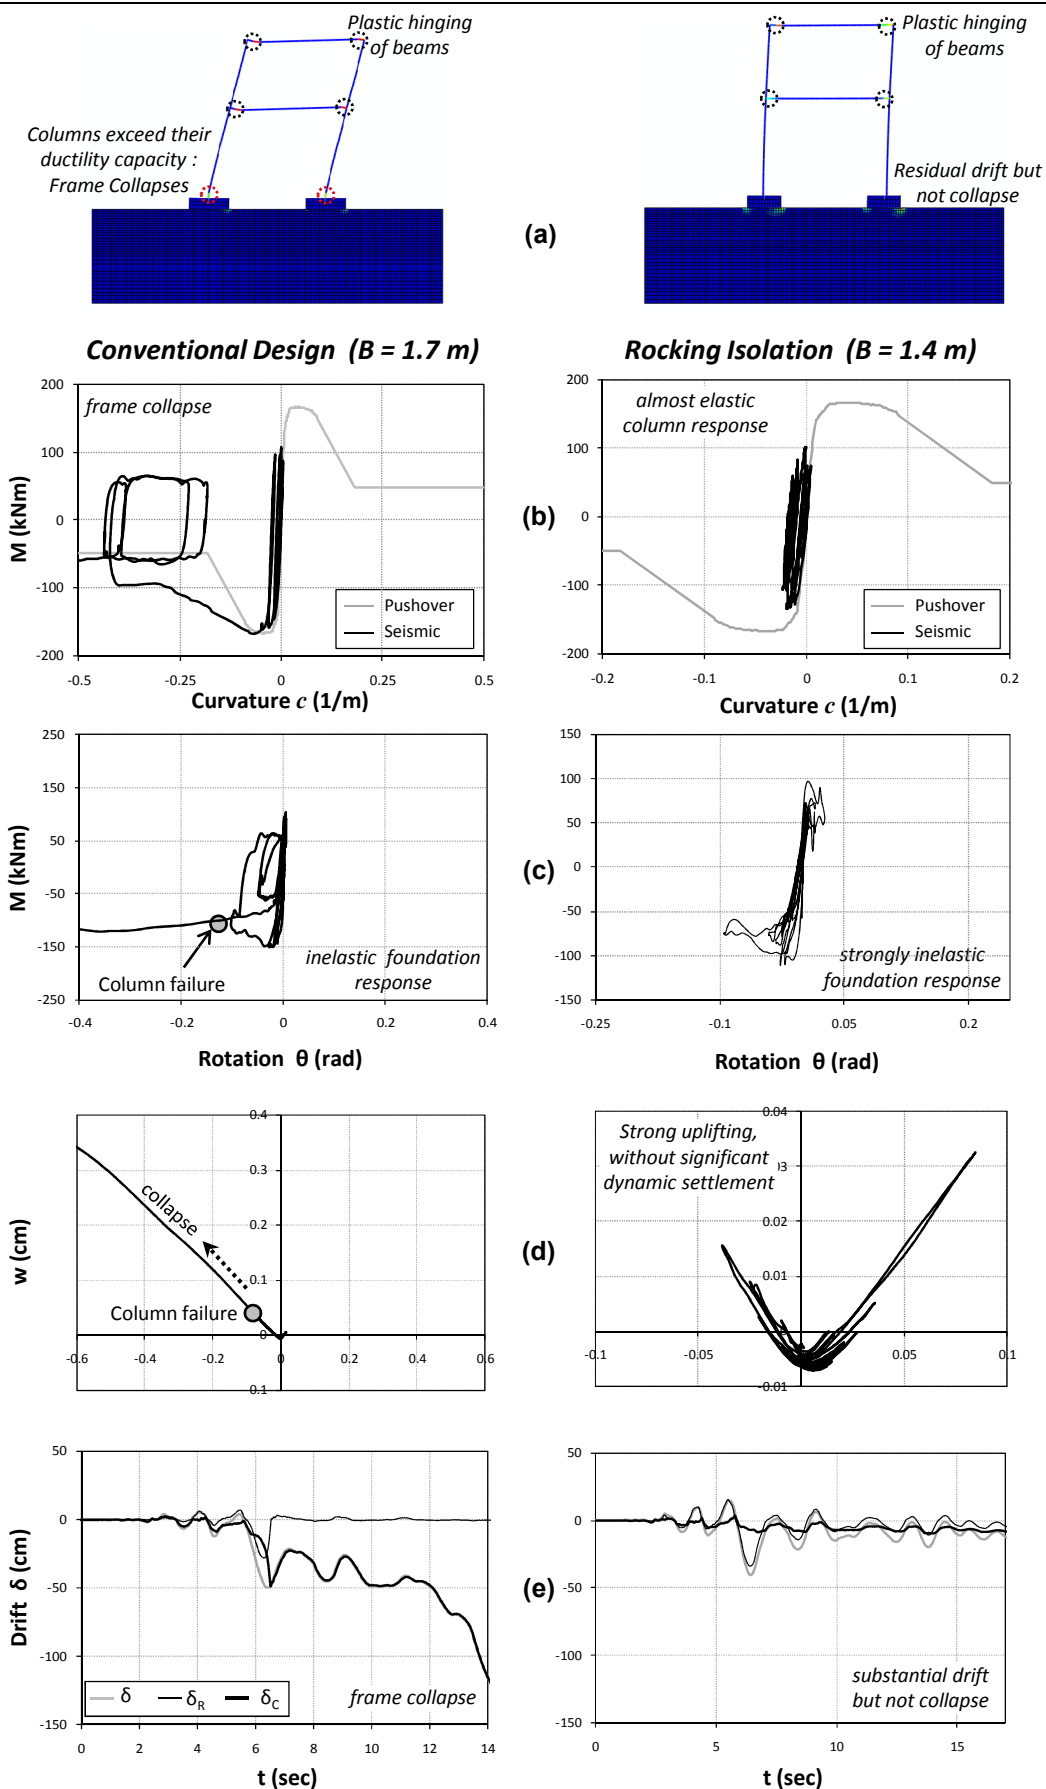 Plastic hinging
of beams
Columns exceed their
ductility capacity :
Frame Collapses
Plastic hinging
of beams
Residual drift but
not collapse
(a)
Conventional Design (B = 1.7 m)
Rocking Isolation (B = 1.4 m)
200
100
0
-100
-200
M (kNm)
frame collapse
Pushover
Seismic
-0.5 -0.25 0 0.25 0.5
Curvature c (1/m)
(b)
200
100
0
-100
-200
almost elastic
column response
Pushover
Seismic
-0.2 -0.1 0 0.1 0.2
Curvature c (1/m)
250
150
50
-50
-150
-250
M (kNm)
Column failure
inelastic foundation
response
-0.4 -0.2 0 0.2 0.4
Rotation θ (rad)
(c)
150
100
50
0
-50
-100
-150
strongly inelastic
foundation response
-0.25 -0.1 0.05 0.2
Rotation θ (rad)
0.4
0.3
0.2
0.1
0
0.1
w (cm)
collapse
Column failure
-0.6 -0.4 -0.2 0 0.2 0.4 0.6
(d)
0.04
0.03
0.02
0.01
0
-0.01
Strong uplifting,
without significant
dynamic settlement
-0.1 -0.05 0.05 0.1
50
0
-50
-100
-150
Drift δ (cm)
δ δR δC
frame collapse
0 2 4 6 8 10 12 14
t (sec)
(e)
50
0
-50
-100
-150
substantial drift
but not collapse
0 5 10 15
t (sec)